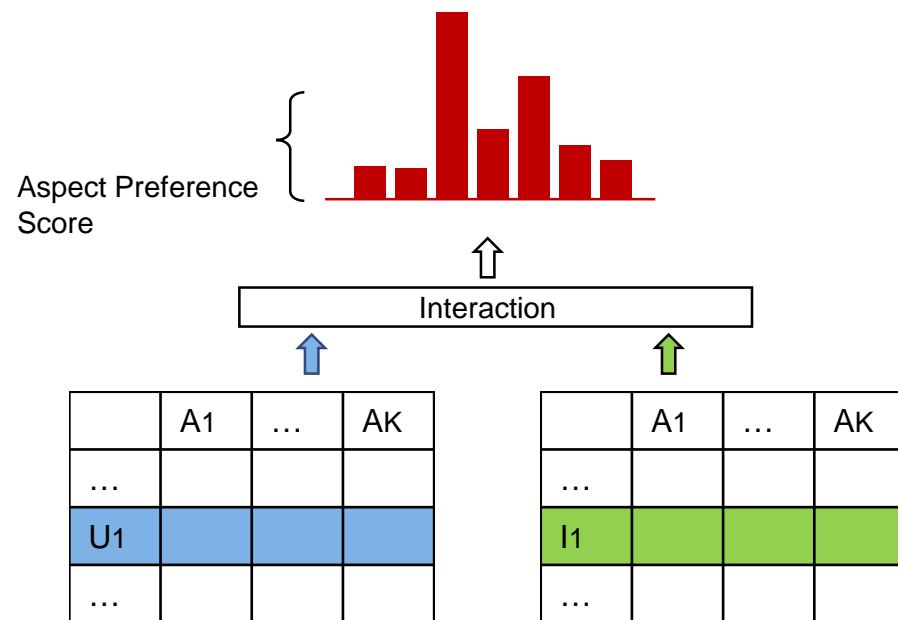 Aspect Preference
Score
Interaction
A1 … AK
…
U1
…
A1 … AK
…
I1
…